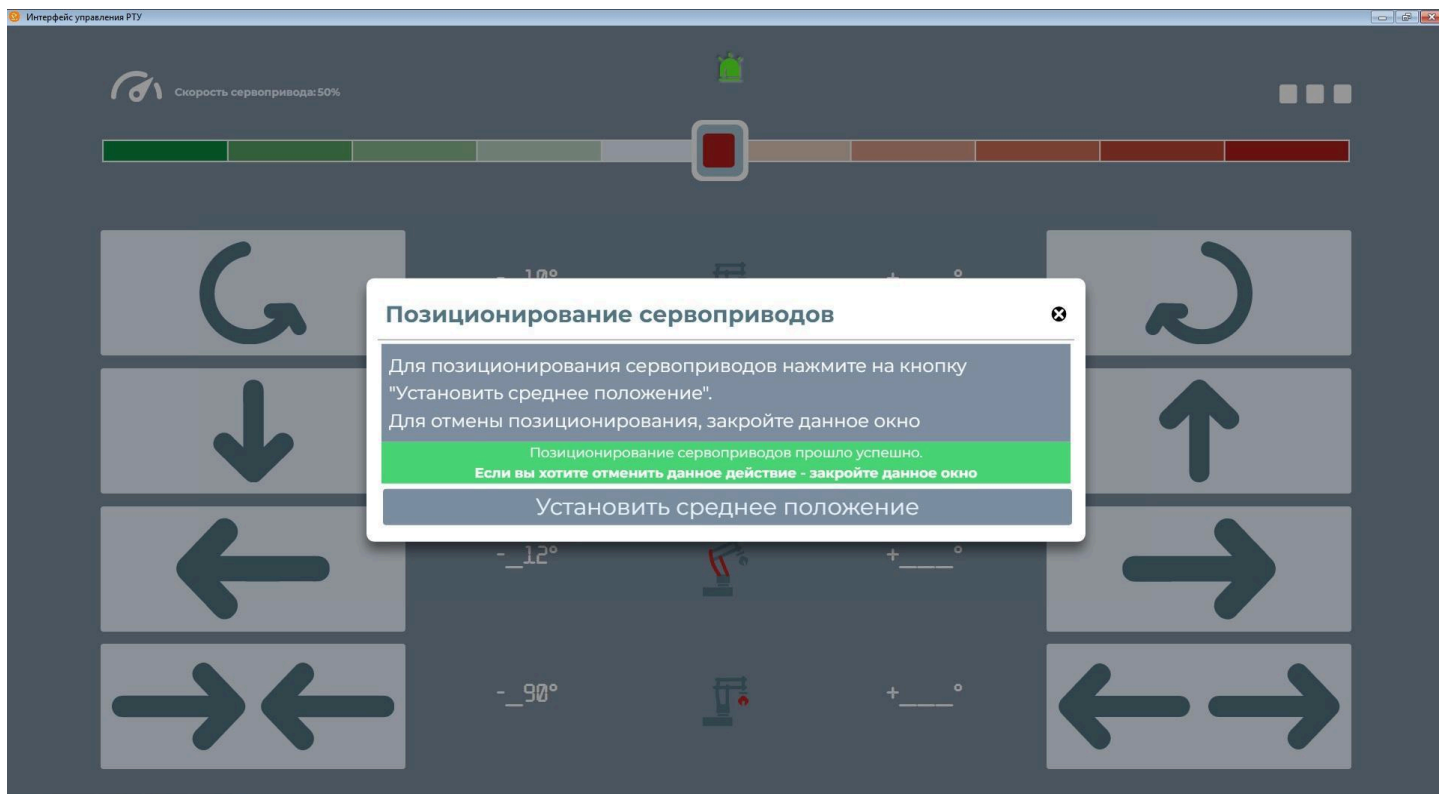 Интерфейс управления РТУ
Скорость сервопривода: 50%
Позиционирование сервоприводов
Для позиционирования сервоприводов нажмите на кнопку
"Установить среднее положение".
Для отмены позиционирования, закройте данное окно
Позиционирование сервоприводов прошло успешно.
Если вы хотите отменить данное действие - закройте данное окно
Установить среднее положение
-_12° +___°
-_90° +___°